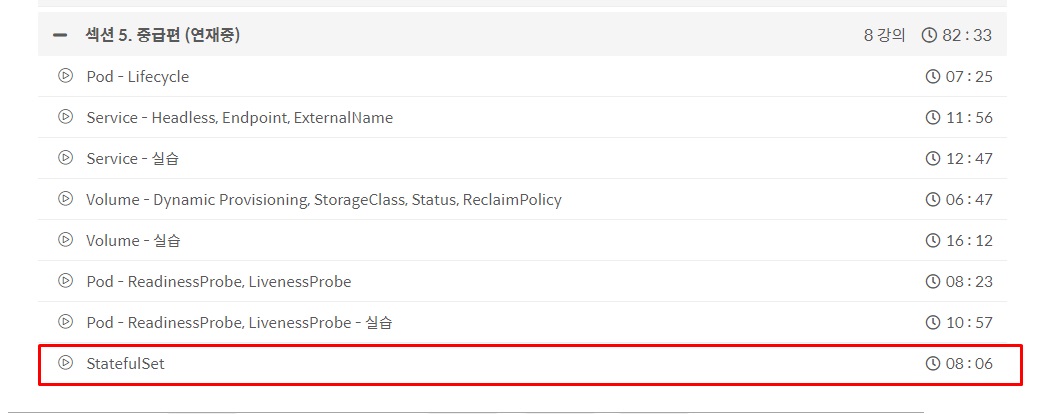 섹션 5. 중급편 (연재중) 8 강의 82 : 33
Pod - Lifecycle 07 : 25
Service - Headless, Endpoint, ExternalName 11 : 56
Service - 실습 12 : 47
Volume - Dynamic Provisioning, StorageClass, Status, ReclaimPolicy 06 : 47
Volume - 실습 16 : 12
Pod - ReadinessProbe, LivenessProbe 08 : 23
Pod - ReadinessProbe, LivenessProbe - 실습 10 : 57
StatefulSet 08 : 06